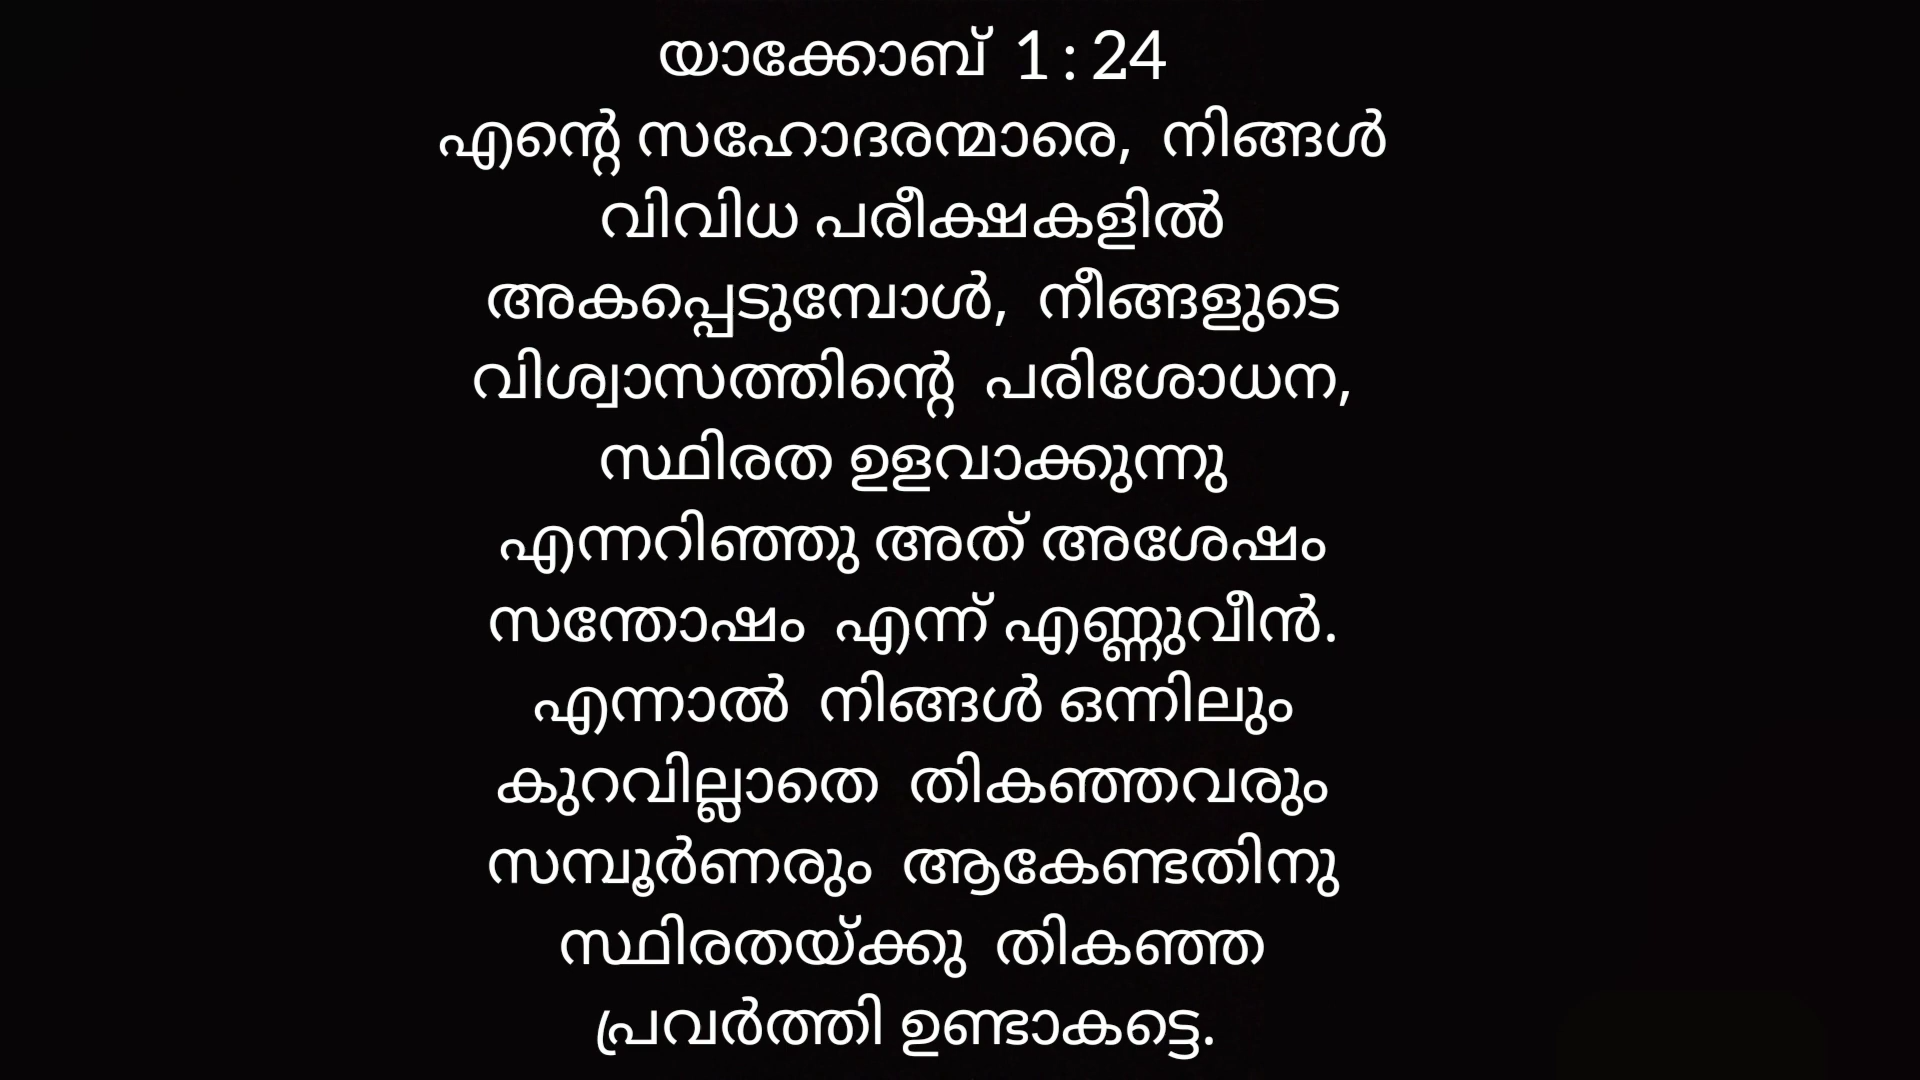 യാക്കോബ് 1 : 24
എന്റെ സഹോദരന്മാരെ, നിങ്ങൾ
വിവിധ പരീക്ഷകളിൽ
അകപ്പെടുമ്പോൾ, നീങ്ങളുടെ
വിശ്വാസത്തിന്റെ പരിശോധന,
സ്ഥിരത ഉളവാക്കുന്നു
എന്നറിഞ്ഞു അത് അശേഷം
സന്തോഷം എന്ന് എണ്ണുവീൻ.
എന്നാൽ നിങ്ങൾ ഒന്നിലും
കുറവില്ലാതെ തികഞ്ഞവരും
സമ്പൂർണരും ആകേണ്ടതിനു
സ്ഥിരതയ്ക്കു തികഞ്ഞ
പ്രവർത്തി ഉണ്ടാകട്ടെ.